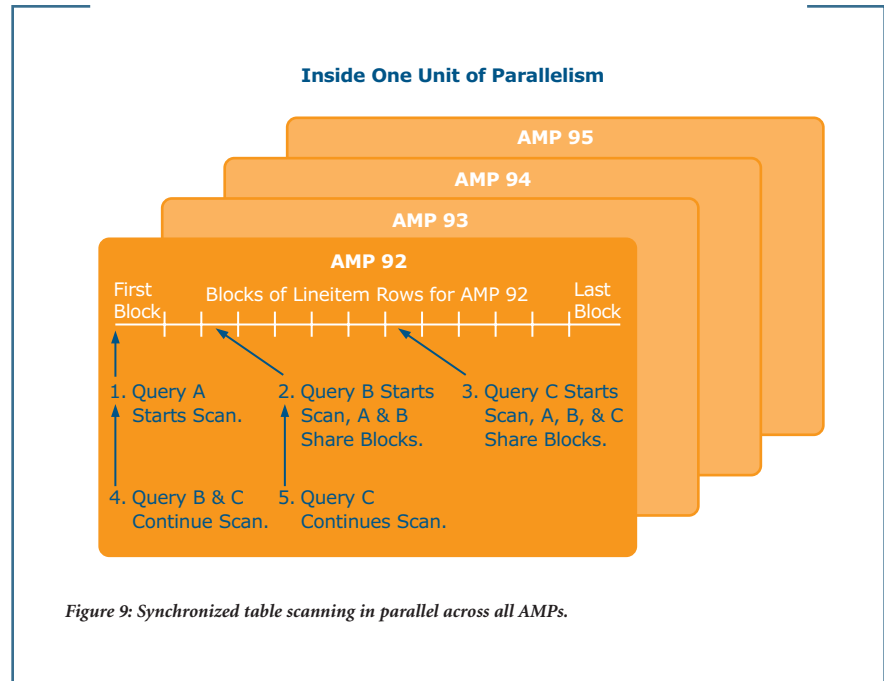 Inside One Unit of Parallelism
AMP 95
AMP 94
AMP 93
AMP 92
First
Block
Blocks of Lineitem Rows for AMP 92
Last
Block
1. Query A
Starts Scan.
2. Query B Starts
Scan, A & B
Share Blocks.
3. Query C Starts
Scan, A, B, & C
Share Blocks.
4. Query B & C
Continue Scan.
5. Query C
Continues Scan.
Figure 9: Synchronized table scanning in parallel across all AMPs.